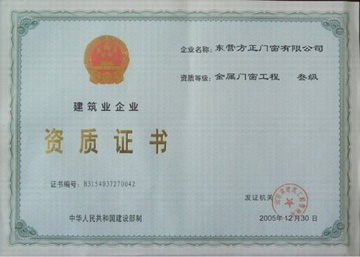 企业名称：东营方正门窗有限公司
资质等级：金属门窗工程 叁级
建筑业企业
资质证书
证书编号：B3154037270642
发证机关
2005年12月30日
中华人民共和国建设部制